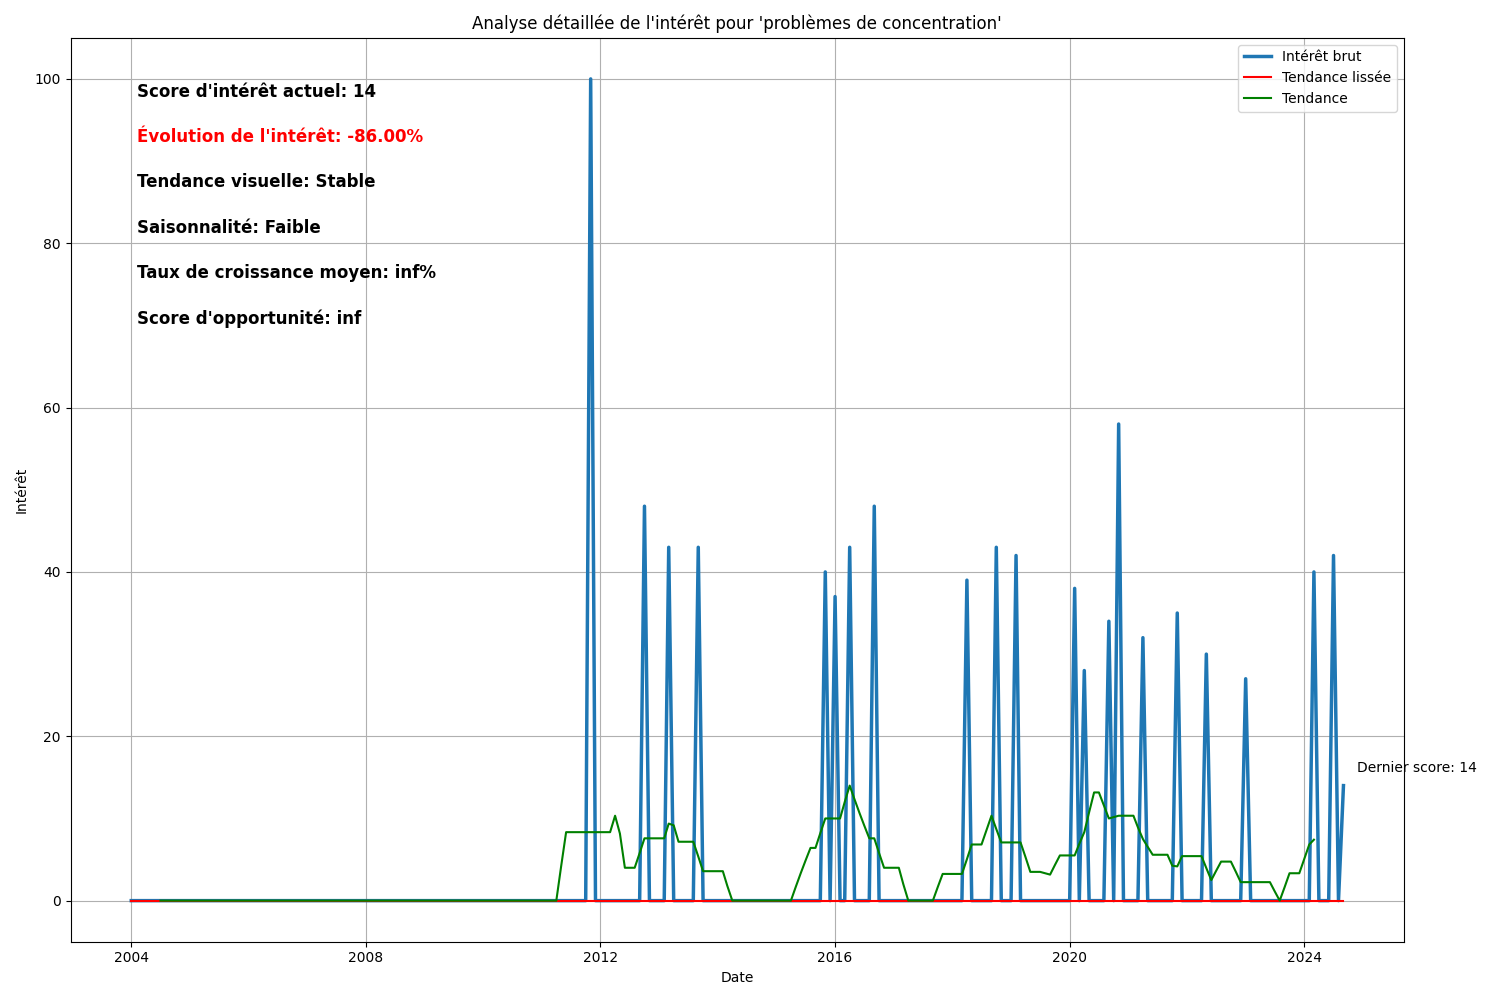 Analyse détaillée de l'intérêt pour 'problèmes de concentration'
Intérêt brut
Tendance lissée
Tendance
Score d'intérêt actuel: 14
Évolution de l'intérêt: -86.00%
Tendance visuelle: Stable
Saisonnalité: Faible
Taux de croissance moyen: inf%
Score d'opportunité: inf
100
80
60
40
20
0
Intérêt
Dernier score: 14
2004
2008
2012
2016
2020
2024
Date